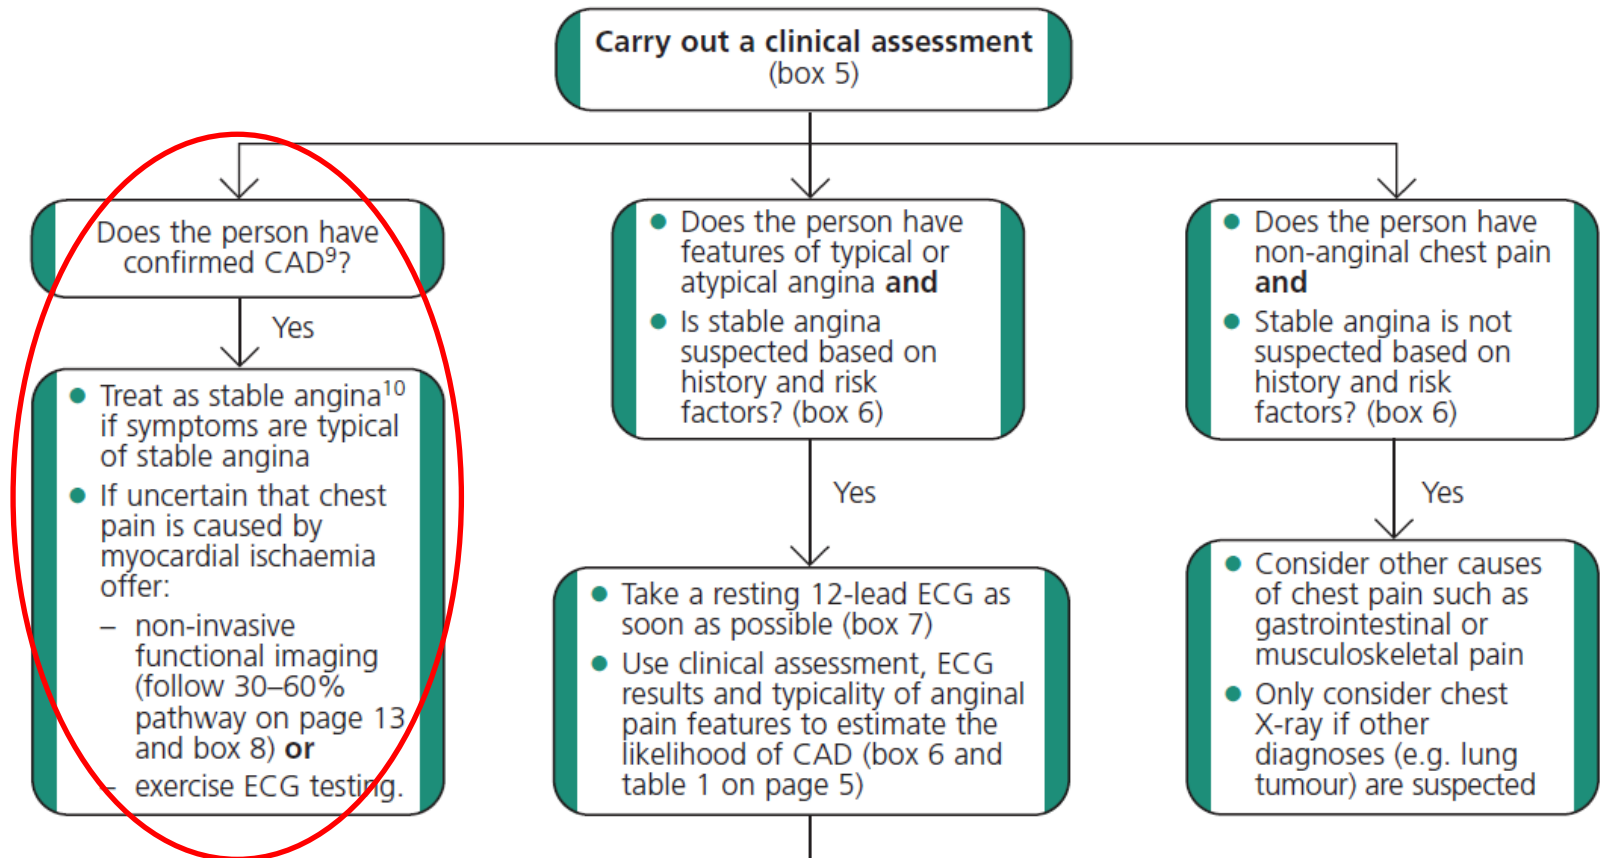 Carry out a clinical assessment
(box 5)
Does the person have
confirmed CAD⁹?
Yes
● Treat as stable angina¹⁰
if symptoms are typical
of stable angina
● If uncertain that chest
pain is caused by
myocardial ischaemia
offer:
– non-invasive
functional imaging
(follow 30–60%
pathway on page 13
and box 8) or
– exercise ECG testing.
● Does the person have
features of typical or
atypical angina and
● Is stable angina
suspected based on
history and risk
factors? (box 6)
Yes
● Take a resting 12-lead ECG as
soon as possible (box 7)
● Use clinical assessment, ECG
results and typicality of anginal
pain features to estimate the
likelihood of CAD (box 6 and
table 1 on page 5)
● Does the person have
non-anginal chest pain
and
● Stable angina is not
suspected based on
history and risk
factors? (box 6)
Yes
● Consider other causes
of chest pain such as
gastrointestinal or
musculoskeletal pain
● Only consider chest
X-ray if other
diagnoses (e.g. lung
tumour) are suspected